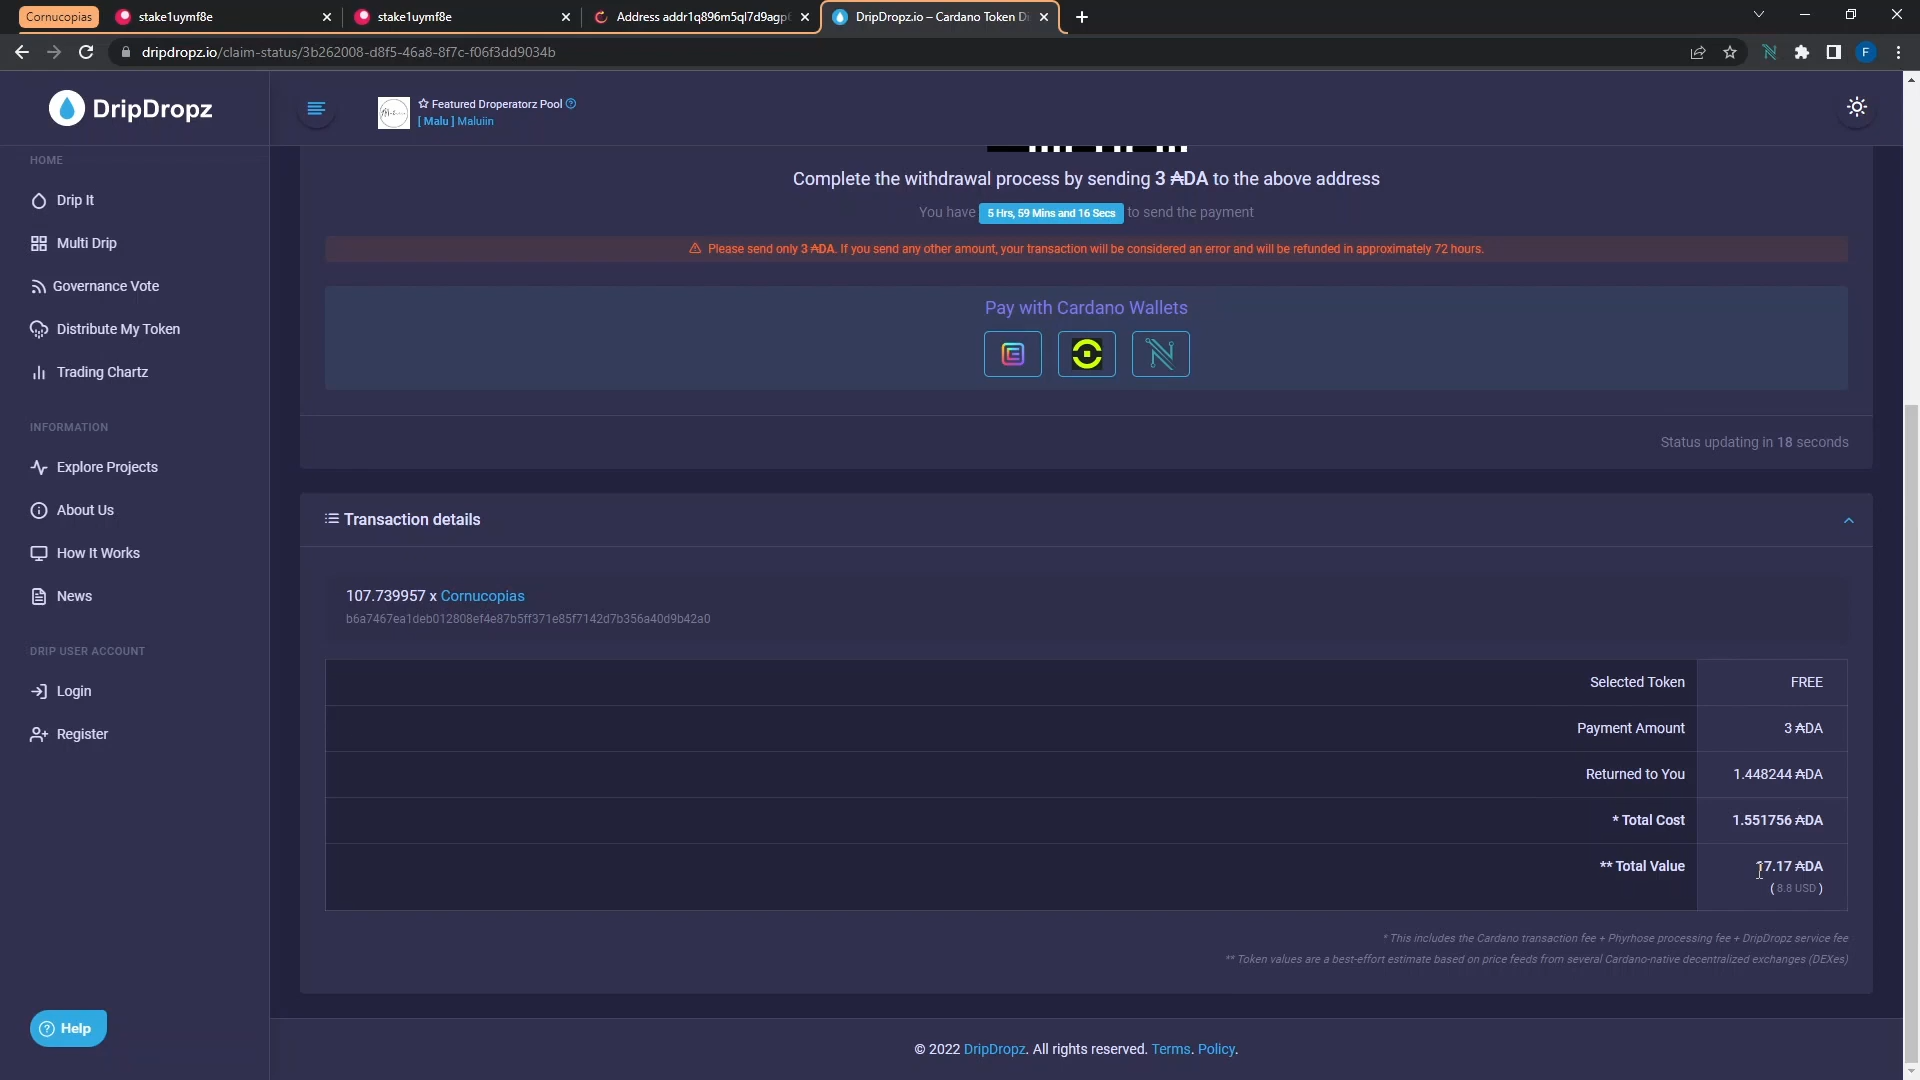 Cornucopias
stake1uymf8e
stake1uymf8e
Address addr1q896m5ql7d9agp
DripDropz.io – Cardano Token Di
dripdropz.io/claim-status/3b262008-d8f5-46a8-8f7c-f06f3dd9034b
F
DripDropz
Featured Droperatorz Pool
[ Malu ] Maluiin
HOME
Drip It
Multi Drip
Governance Vote
Distribute My Token
Trading Chartz
INFORMATION
Explore Projects
About Us
How It Works
News
DRIP USER ACCOUNT
Login
Register
Help
Complete the withdrawal process by sending 3 ₳DA to the above address
You have 5 Hrs, 59 Mins and 16 Secs to send the payment
Please send only 3 ₳DA. If you send any other amount, your transaction will be considered an error and will be refunded in approximately 72 hours.
Pay with Cardano Wallets
Status updating in 18 seconds
Transaction details
107.739957 x Cornucopias
b6a7467ea1deb012808ef4e87b5ff371e85f7142d7b356a40d9b42a0
Selected Token FREE
Payment Amount 3 ₳DA
Returned to You 1.448244 ₳DA
* Total Cost 1.551756 ₳DA
** Total Value 17.17 ₳DA
( 8.8 USD )
* This includes the Cardano transaction fee + Phyrhose processing fee + DripDropz service fee
** Token values are a best-effort estimate based on price feeds from several Cardano-native decentralized exchanges (DEXes)
© 2022 DripDropz. All rights reserved. Terms. Policy.